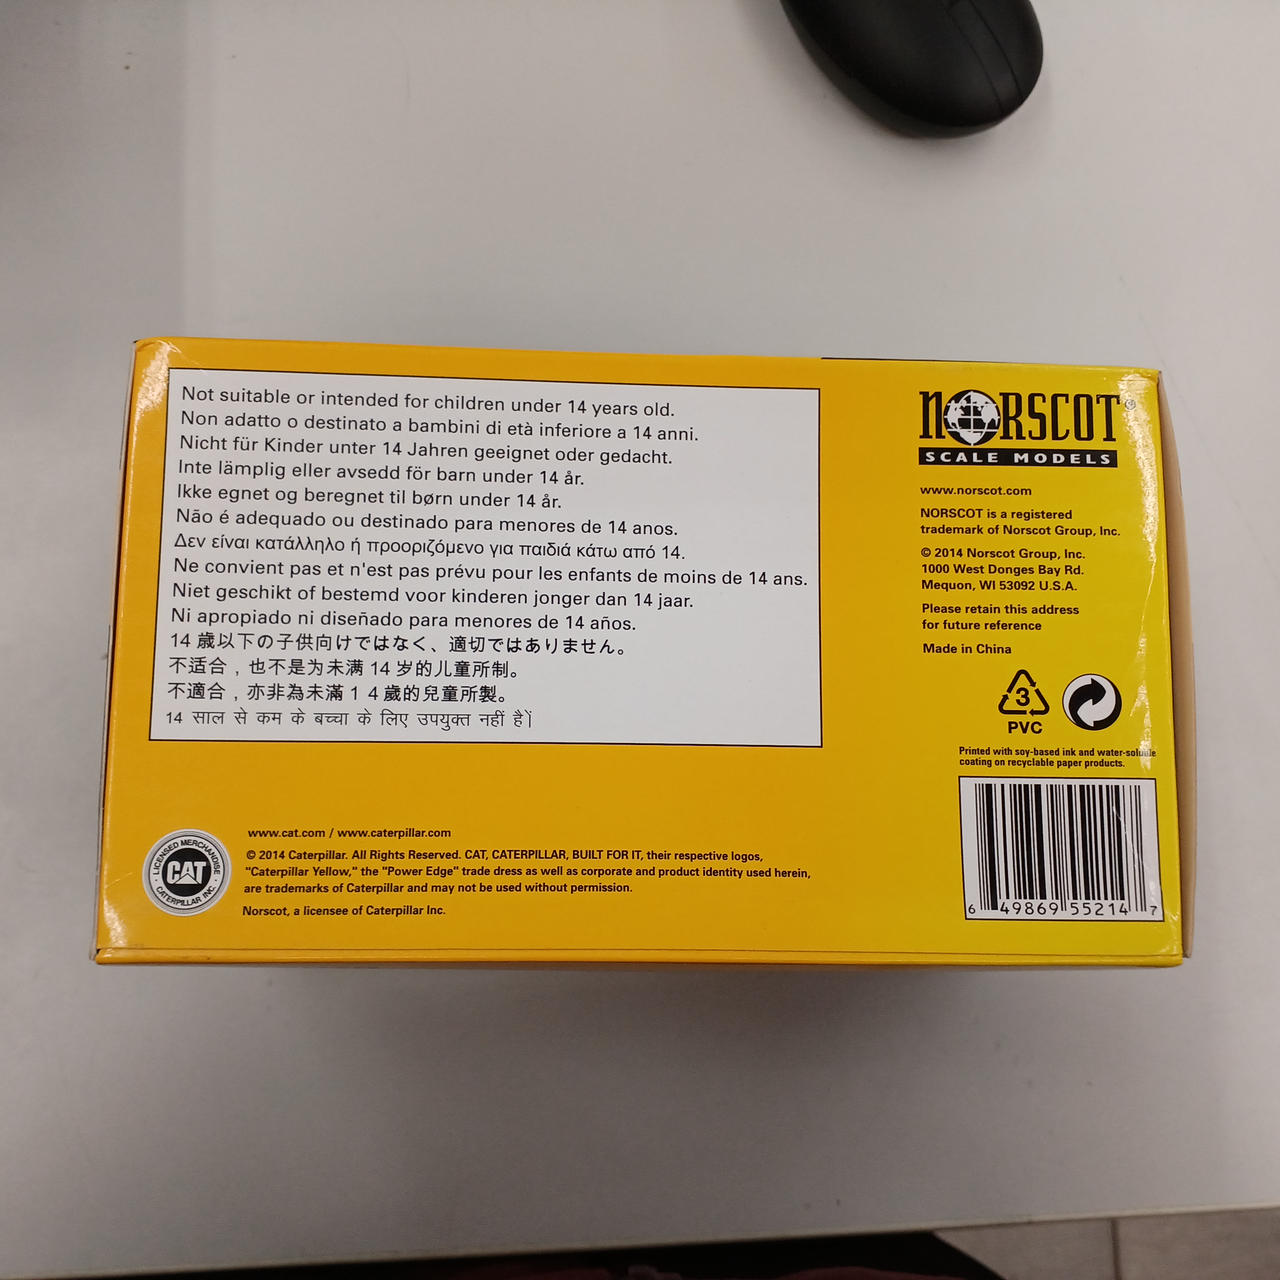 Not suitable or intended for children under 14 years old.
Non adatto o destinato a bambini di età inferiore a 14 anni.
Nicht für Kinder unter 14 Jahren geeignet oder gedacht.
Inte lämplig eller avsedd för barn under 14 år.
Ikke egnet og beregnet til børn under 14 år.
Não é adequado ou destinado para menores de 14 anos.
Δεν είναι κατάλληλο ή προοριζόμενο για παιδιά κάτω από 14.
Ne convient pas et n'est pas prévu pour les enfants de moins de 14 ans.
Niet geschikt of bestemd voor kinderen jonger dan 14 jaar.
Ni apropiado ni diseñado para menores de 14 años.
14 歳以下の子供向けではなく、適切ではありません。
不适合，也不是为未满 14 岁的儿童所制。
不適合，亦非為未滿 1 4 歲的兒童所製。
14 साल से कम के बच्चा के लिए उपयुक्त नहीं है।
NORSCOT®
SCALE MODELS
www.norscot.com
NORSCOT is a registered
trademark of Norscot Group, Inc.
© 2014 Norscot Group, Inc.
1000 West Donges Bay Rd.
Mequon, WI 53092 U.S.A.
Please retain this address
for future reference
Made in China
3
PVC
Printed with soy-based ink and water-soluble
coating on recyclable paper products.
6 49869 55214 7
LICENSED MERCHANDISE
CAT
CATERPILLAR INC.
www.cat.com / www.caterpillar.com
© 2014 Caterpillar. All Rights Reserved. CAT, CATERPILLAR, BUILT FOR IT, their respective logos,
"Caterpillar Yellow," the "Power Edge" trade dress as well as corporate and product identity used herein,
are trademarks of Caterpillar and may not be used without permission.
Norscot, a licensee of Caterpillar Inc.